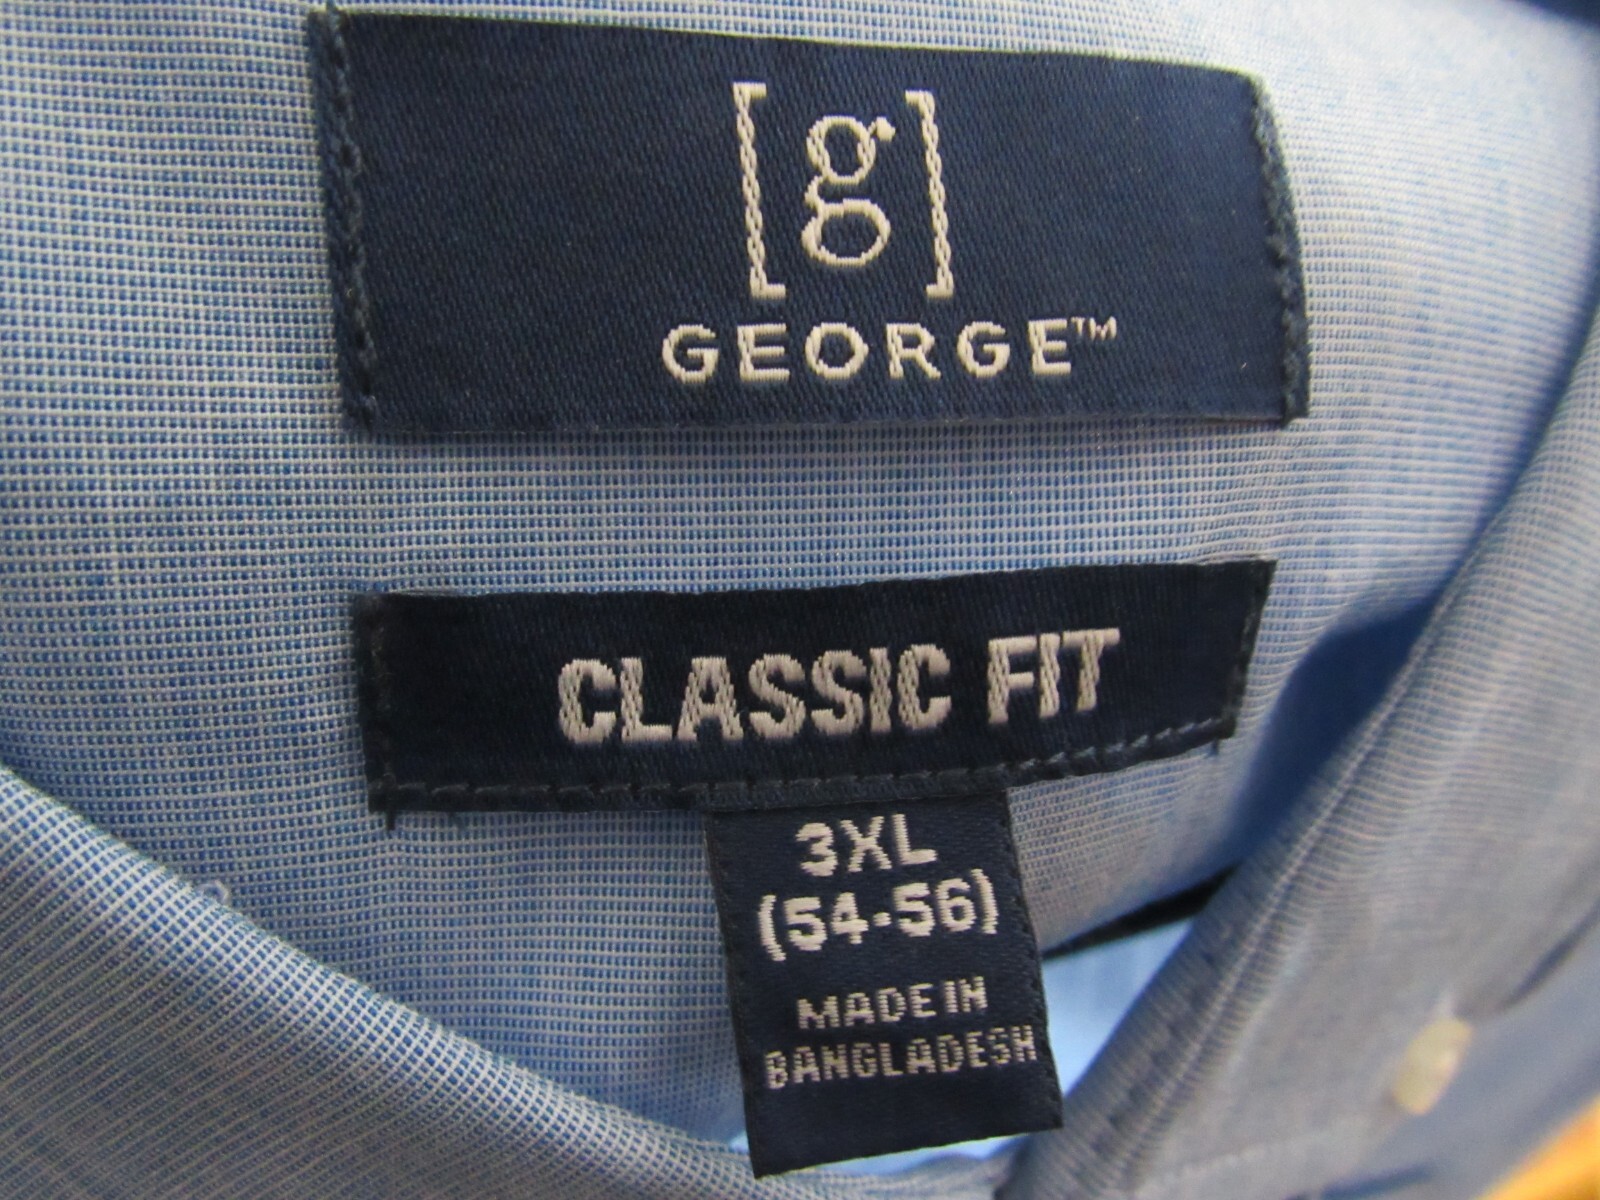 [g]
GEORGE™
CLASSIC FIT
3XL
(54-56)
MADE IN
BANGLADESH